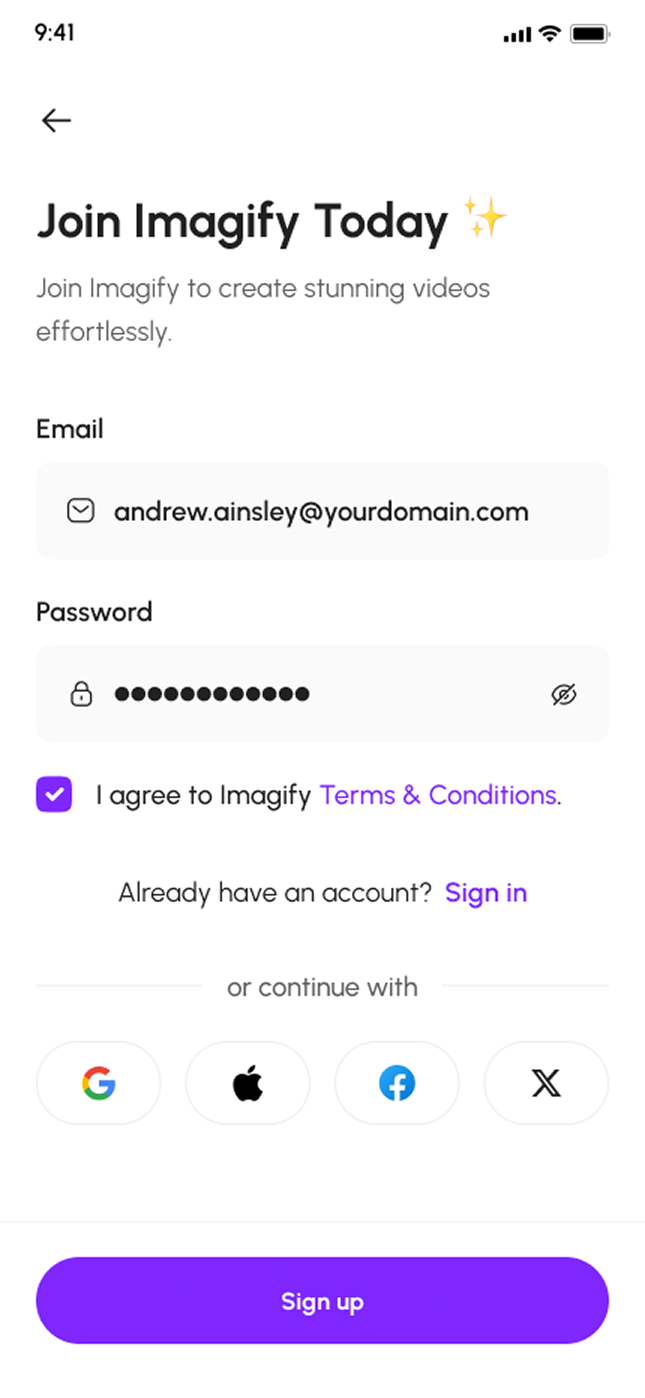 9:41
Join Imagify Today ✨
Join Imagify to create stunning videos
effortlessly.
Email
andrew.ainsley@yourdomain.com
Password
●●●●●●●●●●●●
I agree to Imagify Terms & Conditions.
Already have an account? Sign in
or continue with
Sign up